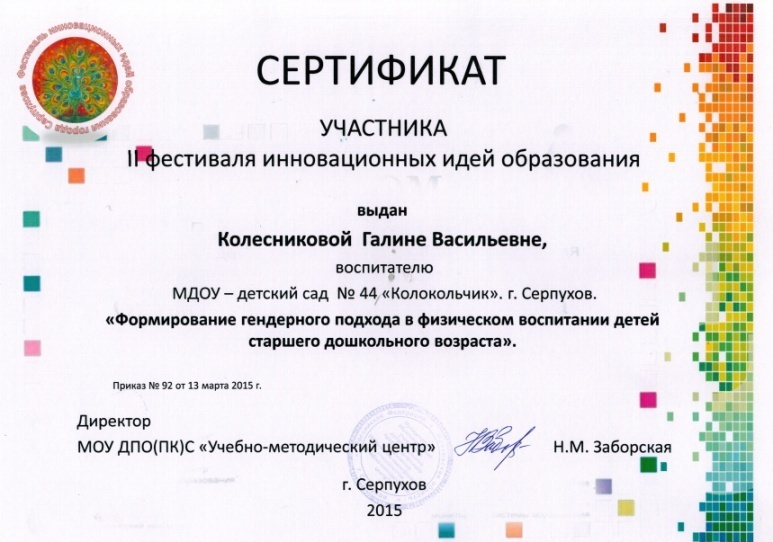 Фестиваль инновационных идей образования города Серпухова
СЕРТИФИКАТ
УЧАСТНИКА
II фестиваля инновационных идей образования
выдан
Колесниковой Галине Васильевне,
воспитателю
МДОУ – детский сад № 44 «Колокольчик». г. Серпухов.
«Формирование гендерного подхода в физическом воспитании детей
старшего дошкольного возраста».
Приказ № 92 от 13 марта 2015 г.
Директор
МОУ ДПО(ПК)С «Учебно-методический центр» Н.М. Заборская
г. Серпухов
2015